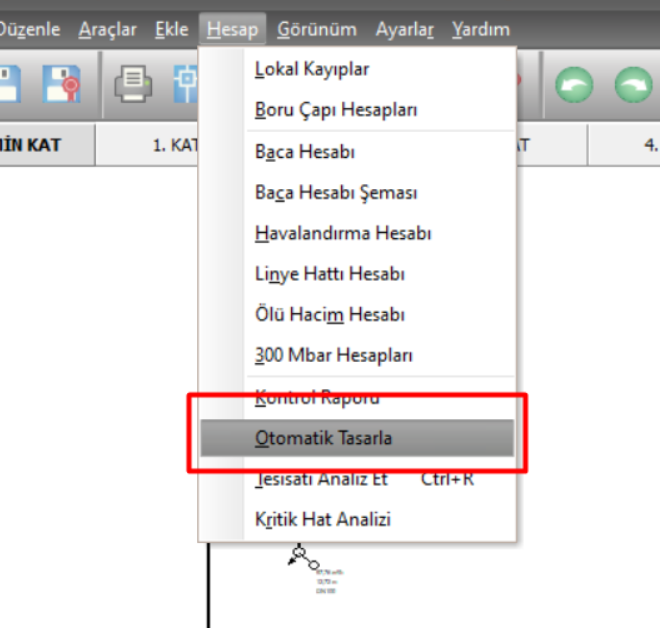 Düzenle Araçlar Ekle Hesap Görünüm Ayarlar Yardım
İN KAT 1. KAT AT 4.
Lokal Kayıplar
Boru Çapı Hesapları
Baca Hesabı
Baca Hesabı Şeması
Havalandırma Hesabı
Linye Hattı Hesabı
Ölü Hacim Hesabı
300 Mbar Hesapları
Kontrol Raporu
Otomatik Tasarla
Tesisatı Analiz Et Ctrl+R
Kritik Hat Analizi